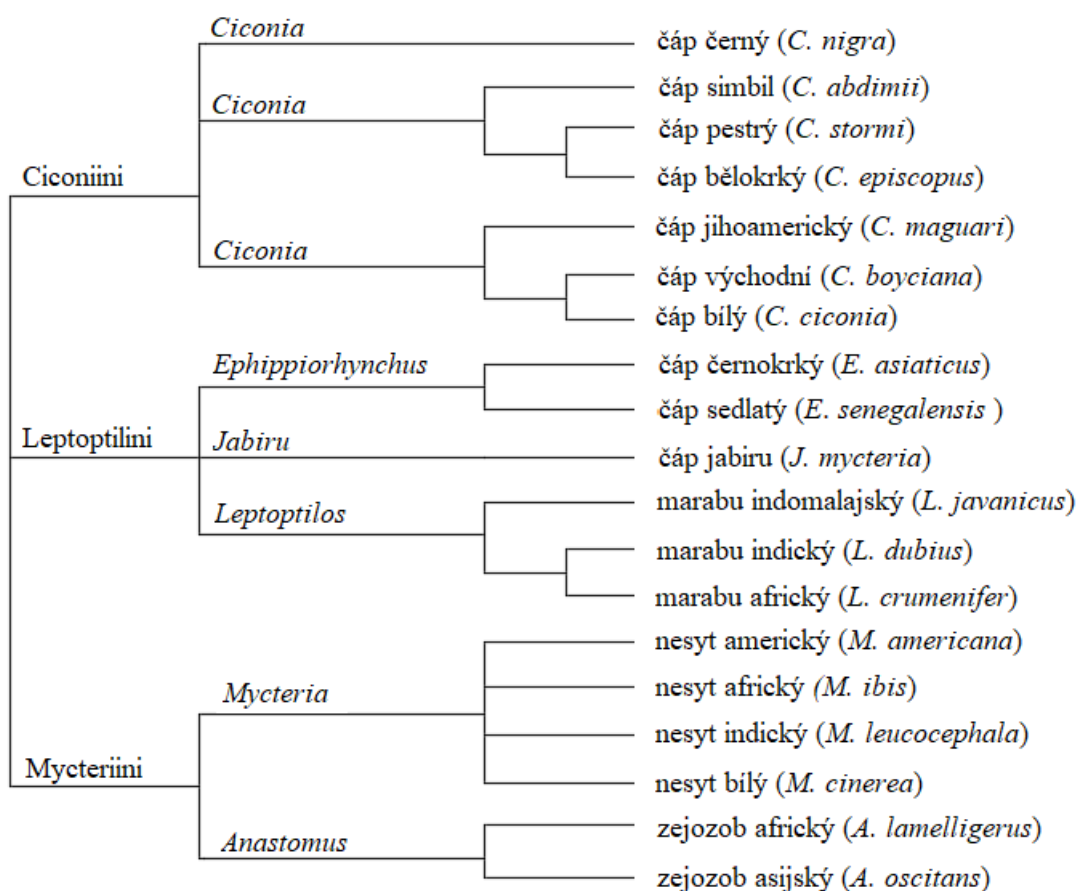 Ciconia
čáp černý (C. nigra)
Ciconia
čáp simbil (C. abdimii)
čáp pestrý (C. stormi)
čáp bělokrký (C. episcopus)
Ciconiini
Ciconia
čáp jihoamerický (C. maguari)
čáp východní (C. boyciana)
čáp bílý (C. ciconia)
Ephippiorhynchus
čáp černokrký (E. asiaticus)
čáp sedlatý (E. senegalensis )
Leptoptilini
Jabiru
čáp jabiru (J. mycteria)
Leptoptilos
marabu indomalajský (L. javanicus)
marabu indický (L. dubius)
marabu africký (L. crumenifer)
Mycteria
nesyt americký (M. americana)
nesyt africký (M. ibis)
nesyt indický (M. leucocephala)
nesyt bílý (M. cinerea)
Mycteriini
Anastomus
zejozob africký (A. lamelligerus)
zejozob asijský (A. oscitans)